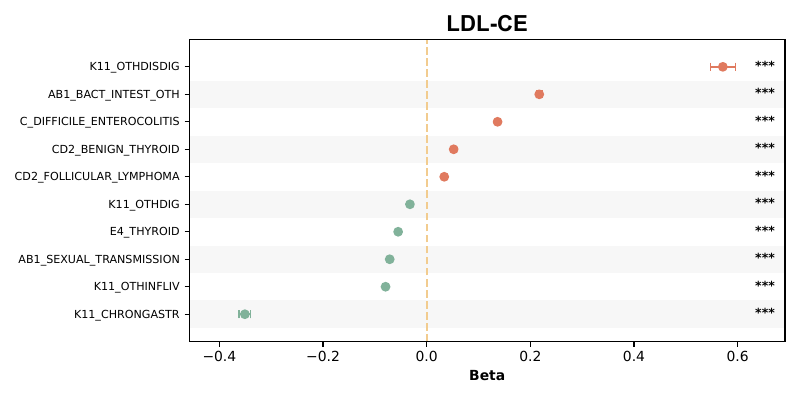 LDL-CE
K11_OTHDISDIG ***
AB1_BACT_INTEST_OTH ***
C_DIFFICILE_ENTEROCOLITIS ***
CD2_BENIGN_THYROID ***
CD2_FOLLICULAR_LYMPHOMA ***
K11_OTHDIG ***
E4_THYROID ***
AB1_SEXUAL_TRANSMISSION ***
K11_OTHINFLIV ***
K11_CHRONGASTR ***
−0.4 −0.2 0.0 0.2 0.4 0.6
Beta